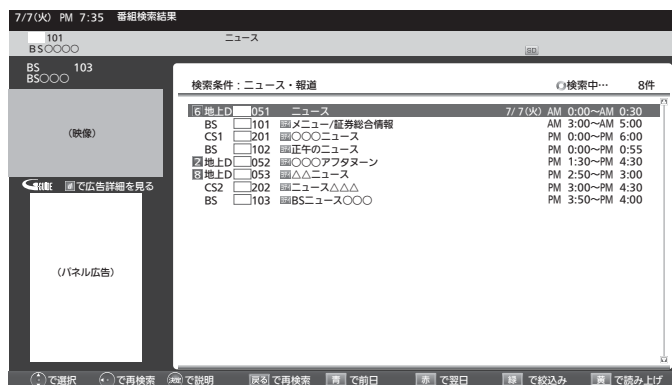 7/7(火) PM 7:35 番組検索結果
101 ニュース
BS○○○○ SD
BS 103
BS○○○
(映像)
で広告詳細を見る
(パネル広告)
検索条件:ニュース・報道 検索中… 8件
6 地上D 051 ニュース 7/7(火) AM 0:00~AM 0:30
BS 101 メニュー/証券総合情報 AM 3:00~AM 5:00
CS1 201 ○○○ニュース PM 0:00~PM 6:00
BS 102 正午のニュース PM 0:00~PM 0:55
2 地上D 052 ○○○アフタヌーン PM 1:30~PM 4:30
8 地上D 053 △△ニュース PM 2:50~PM 3:00
CS2 202 ニュース△△△ PM 3:00~PM 4:30
BS 103 BSニュース○○○ PM 3:50~PM 4:00
で選択 で再検索 決定 で説明 戻る で再検索 青 で前日 赤 で翌日 緑 で絞込み 黄 で読み上げ